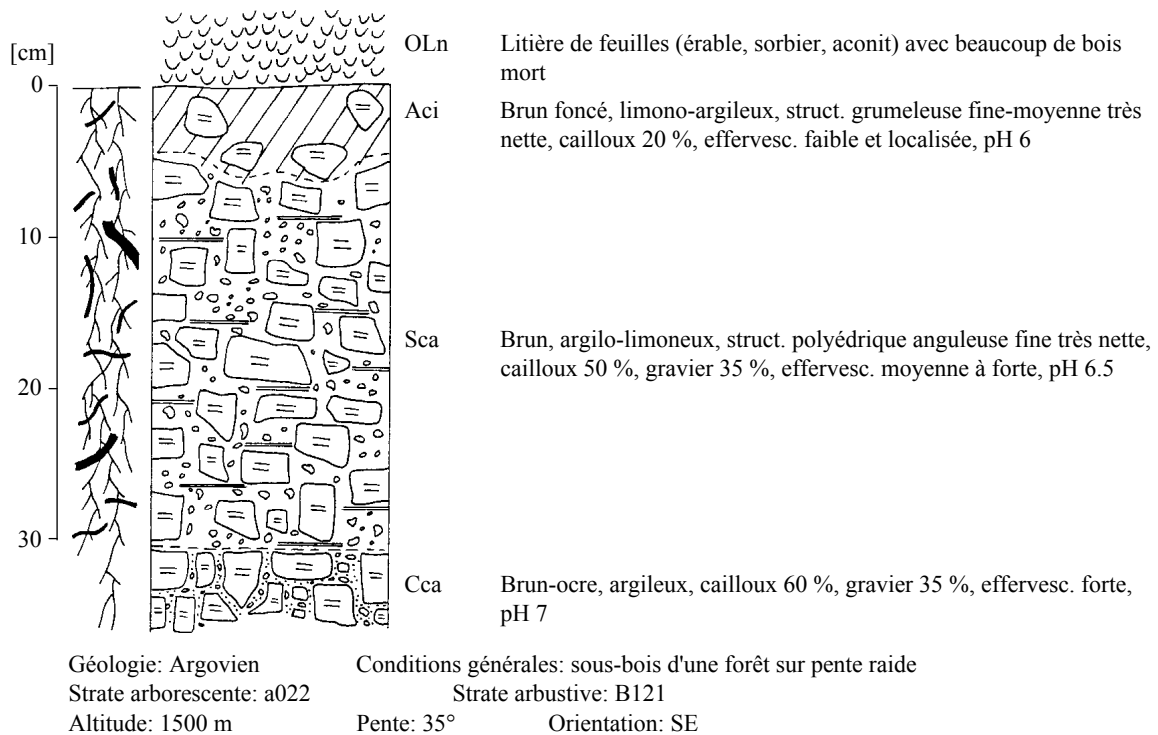 [cm]
OLn Litière de feuilles (érable, sorbier, aconit) avec beaucoup de bois
mort
0
Aci Brun foncé, limono-argileux, struct. grumeleuse fine-moyenne très
nette, cailloux 20 %, effervesc. faible et localisée, pH 6
10
Sca Brun, argilo-limoneux, struct. polyédrique anguleuse fine très nette,
cailloux 50 %, gravier 35 %, effervesc. moyenne à forte, pH 6.5
20
30
Cca Brun-ocre, argileux, cailloux 60 %, gravier 35 %, effervesc. forte,
pH 7
Géologie: Argovien Conditions générales: sous-bois d'une forêt sur pente raide
Strate arborescente: a022 Strate arbustive: B121
Altitude: 1500 m Pente: 35° Orientation: SE